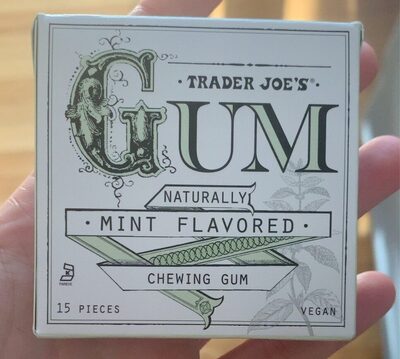 TRADER JOE'S®
GUM
NATURALLY
MINT FLAVORED
CHEWING GUM
15 PIECES
VEGAN